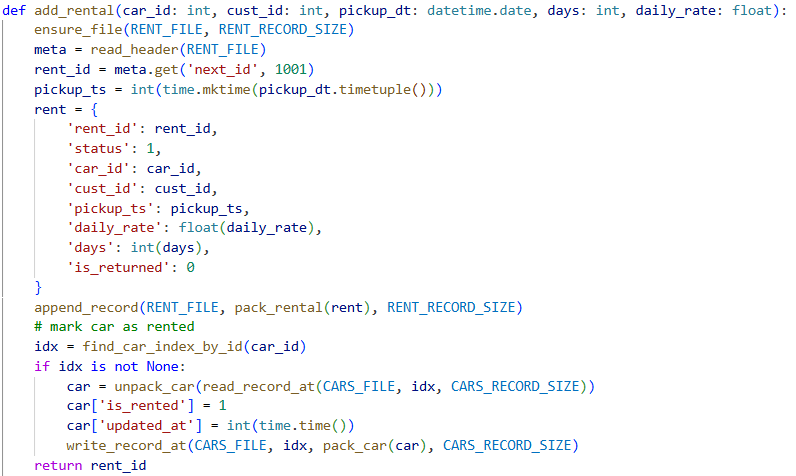 def add_rental(car_id: int, cust_id: int, pickup_dt: datetime.date, days: int, daily_rate: float):
    ensure_file(RENT_FILE, RENT_RECORD_SIZE)
    meta = read_header(RENT_FILE)
    rent_id = meta.get('next_id', 1001)
    pickup_ts = int(time.mktime(pickup_dt.timetuple()))
    rent = {
        'rent_id': rent_id,
        'status': 1,
        'car_id': car_id,
        'cust_id': cust_id,
        'pickup_ts': pickup_ts,
        'daily_rate': float(daily_rate),
        'days': int(days),
        'is_returned': 0
    }
    append_record(RENT_FILE, pack_rental(rent), RENT_RECORD_SIZE)
    # mark car as rented
    idx = find_car_index_by_id(car_id)
    if idx is not None:
        car = unpack_car(read_record_at(CARS_FILE, idx, CARS_RECORD_SIZE))
        car['is_rented'] = 1
        car['updated_at'] = int(time.time())
        write_record_at(CARS_FILE, idx, pack_car(car), CARS_RECORD_SIZE)
    return rent_id